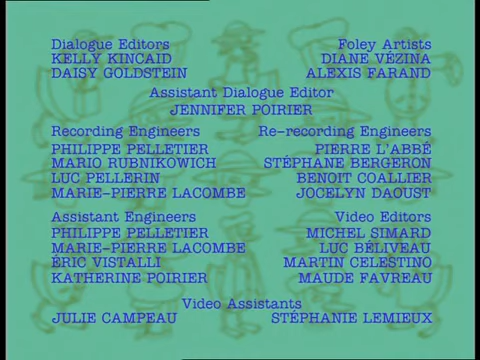 Dialogue Editors Foley Artists
KELLY KINCAID DIANE VÉZINA
DAISY GOLDSTEIN ALEXIS FARAND
Assistant Dialogue Editor
JENNIFER POIRIER
Recording Engineers Re-recording Engineers
PHILIPPE PELLETIER PIERRE L'ABBÉ
MARIO RUBNIKOWICH STÉPHANE BERGERON
LUC PELLERIN BENOIT COALLIER
MARIE-PIERRE LACOMBE JOCELYN DAOUST
Assistant Engineers Video Editors
PHILIPPE PELLETIER MICHEL SIMARD
MARIE-PIERRE LACOMBE LUC BÉLIVEAU
ÉRIC VISTALLI MARTIN CELESTINO
KATHERINE POIRIER MAUDE FAVREAU
Video Assistants
JULIE CAMPEAU STÉPHANIE LEMIEUX